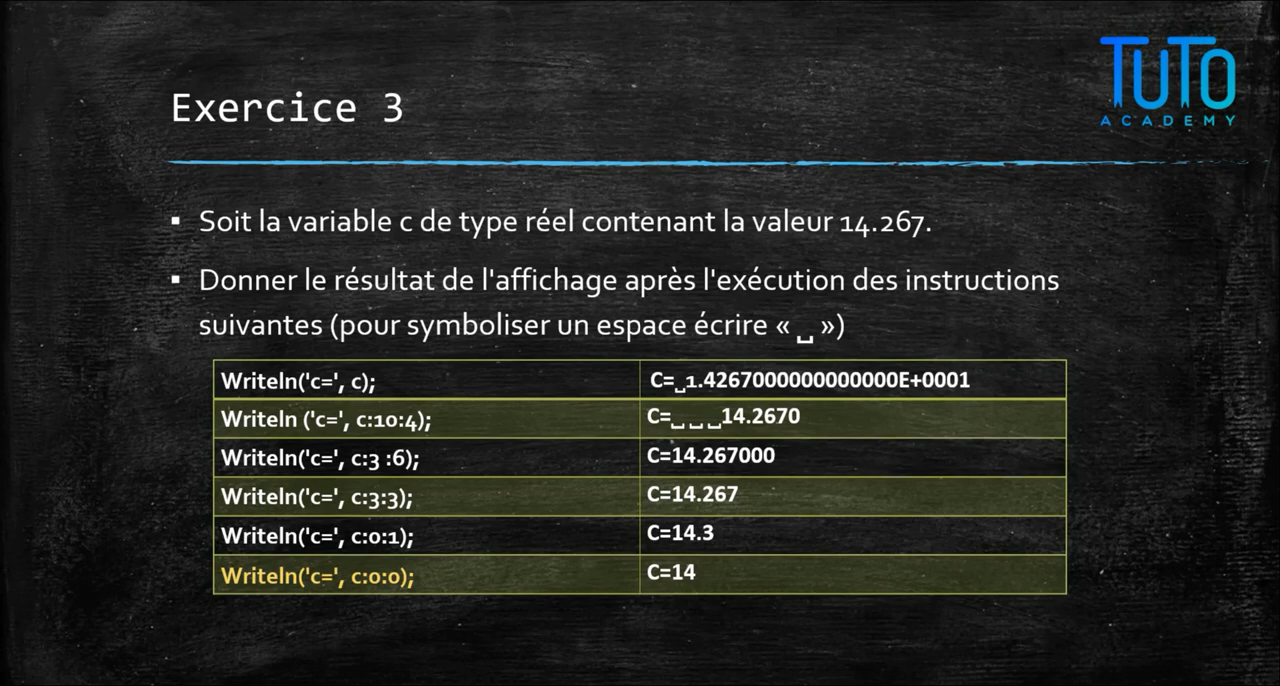 TUTO
ACADEMY
Exercice 3
▪ Soit la variable c de type réel contenant la valeur 14.267.
▪ Donner le résultat de l'affichage après l'exécution des instructions
suivantes (pour symboliser un espace écrire « ␣ »)
Writeln('c=', c); C=␣1.4267000000000000E+0001
Writeln ('c=', c:10:4); C=␣␣␣14.2670
Writeln('c=', c:3 :6); C=14.267000
Writeln('c=', c:3:3); C=14.267
Writeln('c=', c:0:1); C=14.3
Writeln('c=', c:0:0); C=14